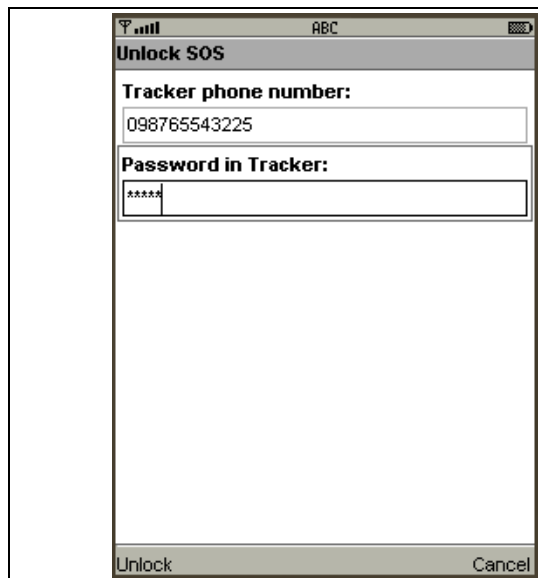 ABC
Unlock SOS
Tracker phone number:
098765543225
Password in Tracker:
*****
Unlock Cancel